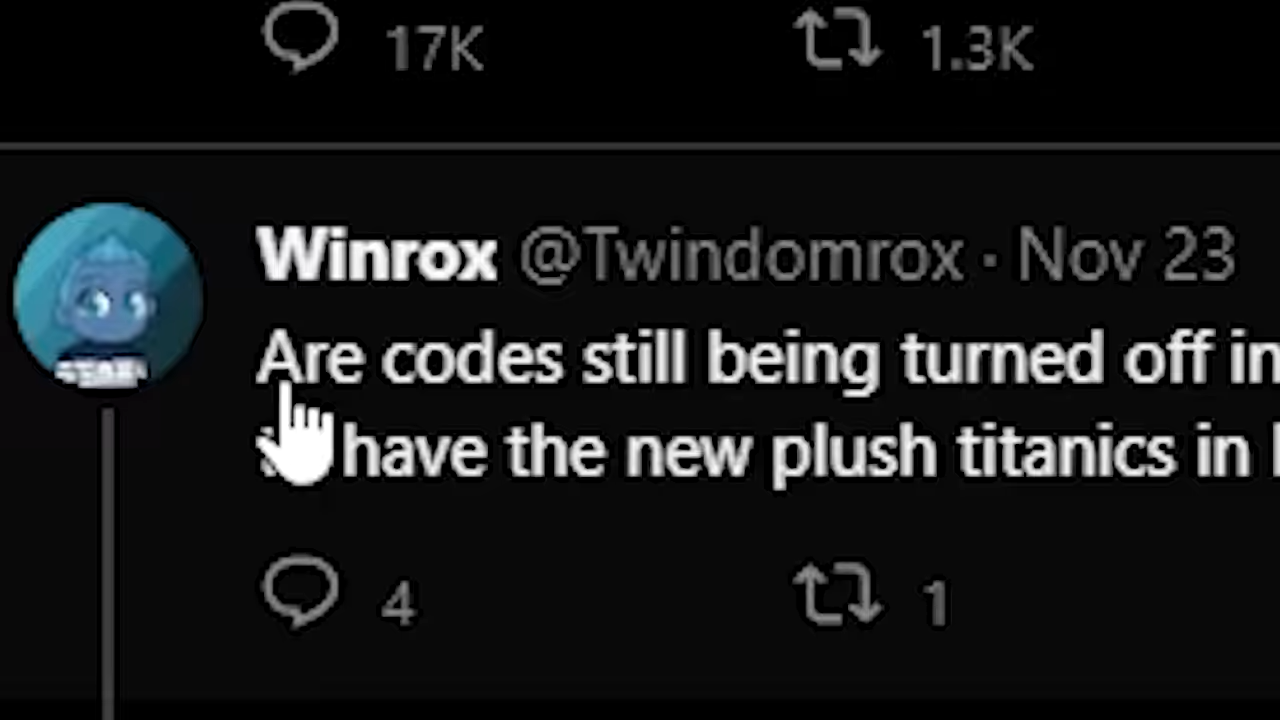 17K 1.3K
Winrox @Twindomrox · Nov 23
Are codes still being turned off in
have the new plush titanics in
4 1